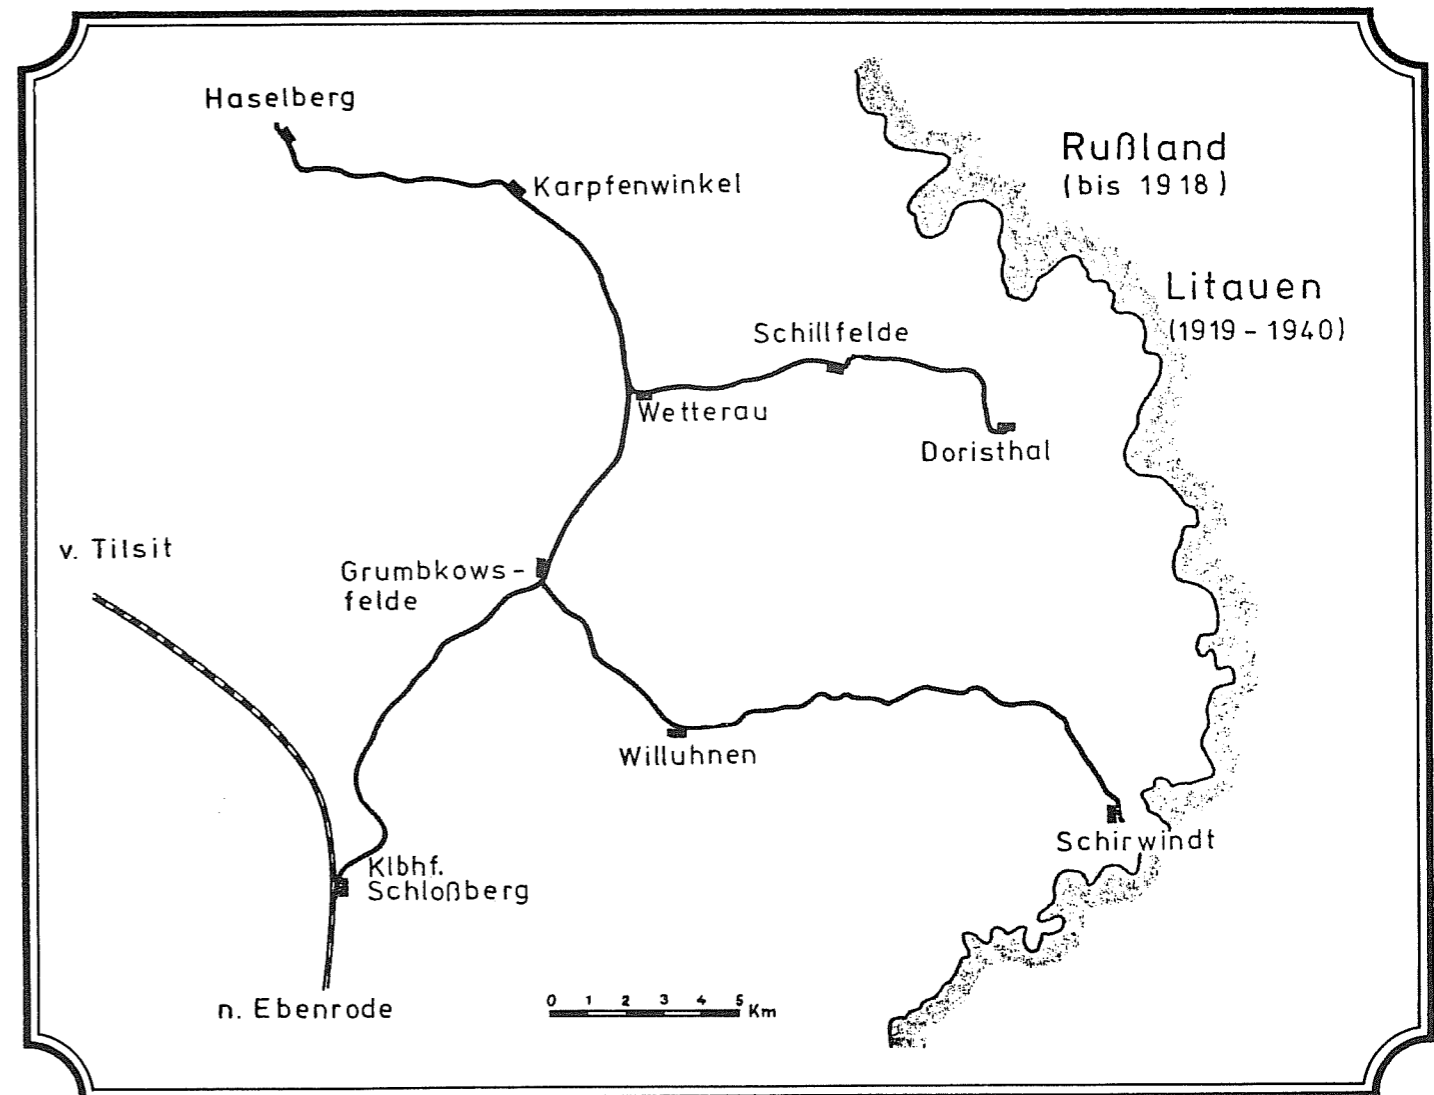 Haselberg
Rußland
(bis 1918)
Karpfenwinkel
Litauen
(1919 - 1940)
Schillfelde
Wetterau
Doristhal
v. Tilsit
Grumbkows-
felde
Willuhnen
Schirwindt
Klbhf.
Schloßberg
n. Ebenrode
0 1 2 3 4 5 Km